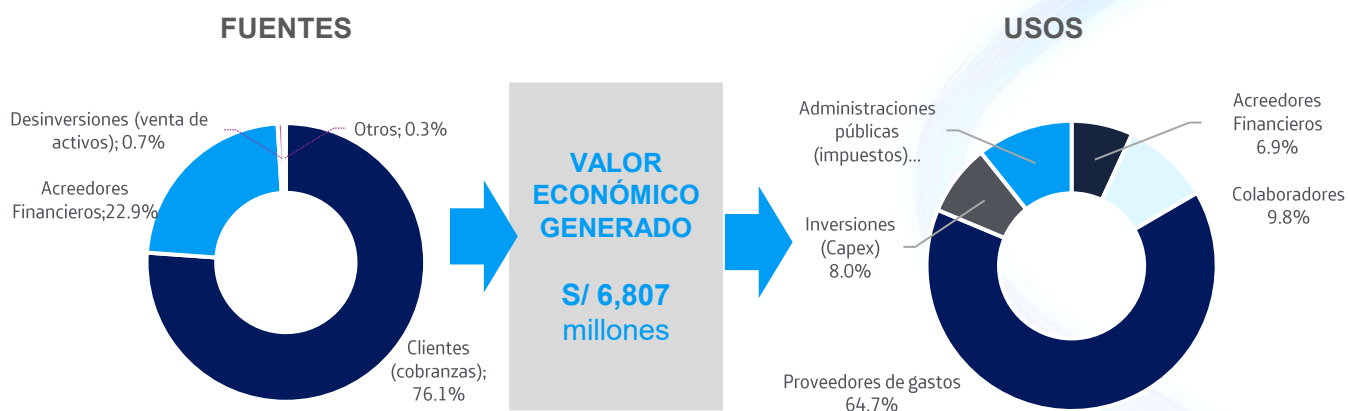 FUENTES
Desinversiones (venta de
activos); 0.7%
Otros; 0.3%
Acreedores
Financieros;22.9%
Clientes
(cobranzas);
76.1%
VALOR
ECONÓMICO
GENERADO
S/ 6,807
millones
USOS
Administraciones
públicas
(impuestos)...
Acreedores
Financieros
6.9%
Colaboradores
9.8%
Inversiones
(Capex)
8.0%
Proveedores de gastos
64.7%